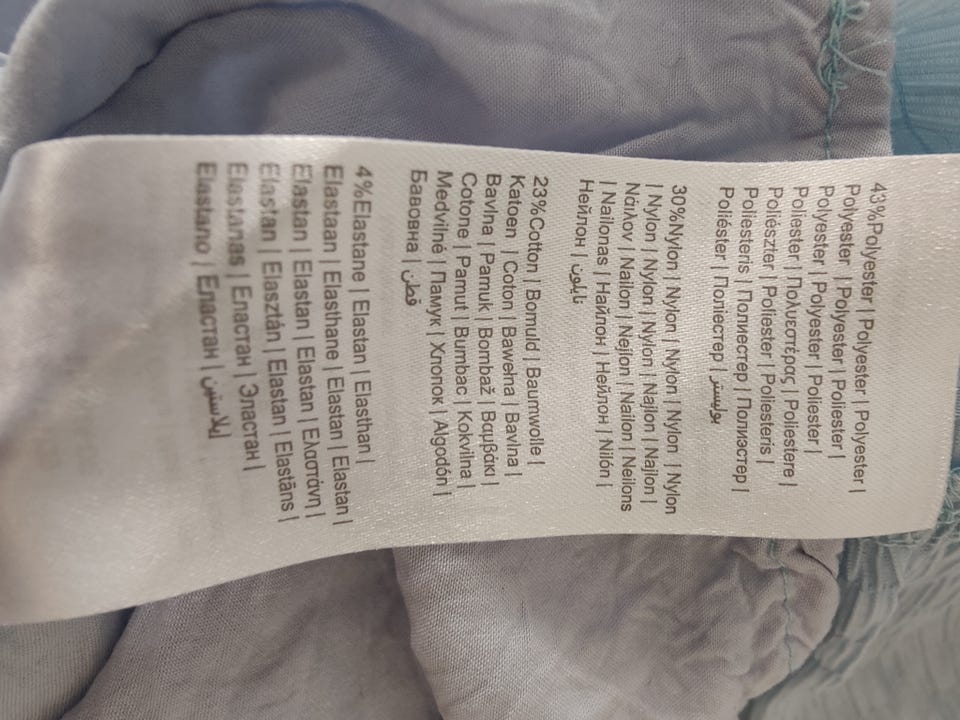 43%Polyester | Polyester | Polyester |
Polyester | Polyester | Poliester |
Polyester | Polyester | Poliester |
Poliester | Πολυεστέρας | Poliestere |
Poliészter | Poliester | Poliesteris |
Poliesteris | Полиестер | Полиэстер |
Poliéster | Поліестер | بوليستر
30%Nylon | Nylon | Nylon | Nylon | Nylon
| Nylon | Nylon | Nylon | Najlon | Najlon |
Νάιλον | Nailon | Nejlon | Nailon | Neilons
| Nailonas | Найлон | Нейлон | Nilón |
Нейлон | نايلون
23%Cotton | Bomuld | Baumwolle |
Katoen | Coton | Bawełna | Bavlna |
Bavlna | Pamuk | Bombaž | Βαμβάκι |
Cotone | Pamut | Bumbac | Kokvilna |
Medvilné | Памук | Хлопок | Algodón |
Бавовна | قطن
4%Elastane | Elastan | Elasthan |
Elastaan | Elasthane | Elastan | Elastan |
Elastan | Elastan | Elastan | Ελαστάνη |
Elastan | Elasztán | Elastan | Elastāns |
Elastanas | Еластан | Эластан |
Elastano | Еластан | إيلاستين